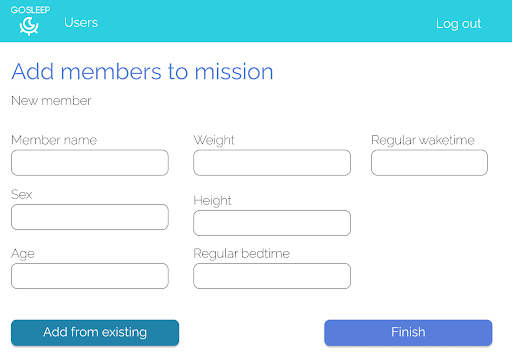 GOSLEEP
Users
Log out
Add members to mission
New member
Member name
Weight
Regular waketime
Sex
Height
Age
Regular bedtime
Add from existing
Finish